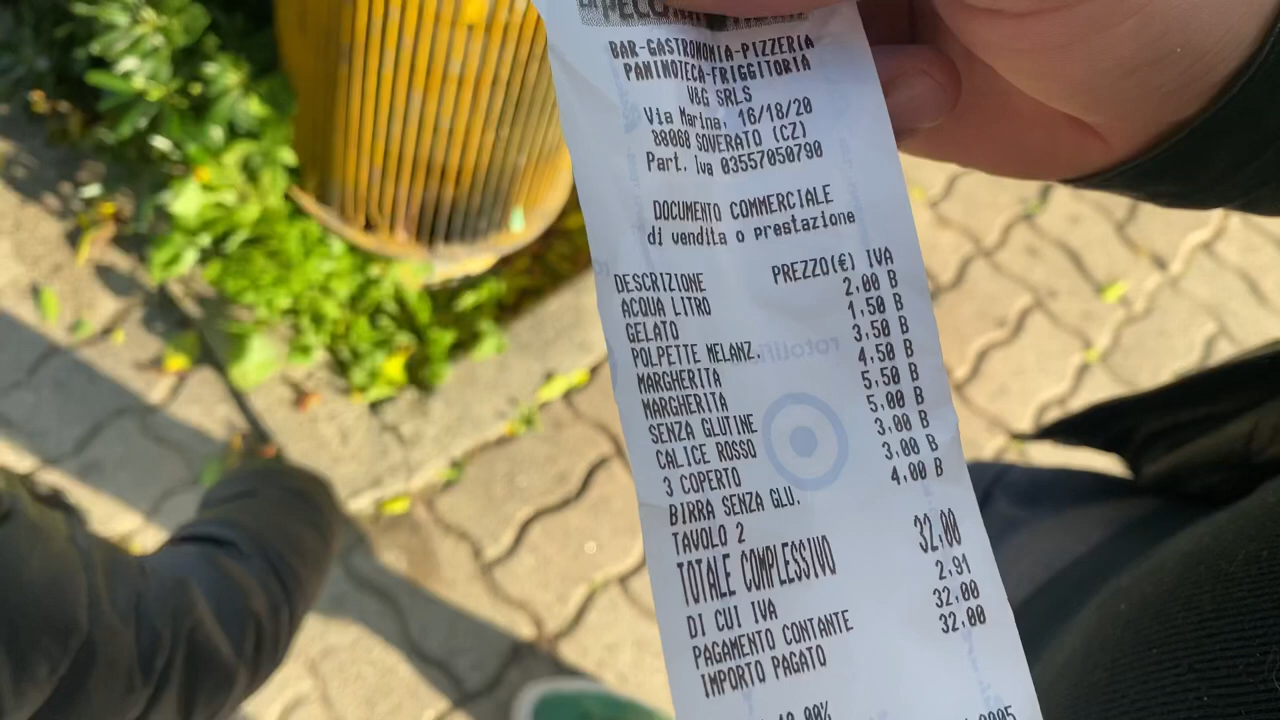 BAR-GASTRONOMIA-PIZZERIA
PANINOTECA-FRIGGITORIA
V&G SRLS
Via Marina, 16/18/20
88068 SOVERATO (CZ)
Part. Iva 03557050790
DOCUMENTO COMMERCIALE
di vendita o prestazione
DESCRIZIONE PREZZO(€) IVA
ACQUA LITRO 2,00 B
GELATO 1,50 B
POLPETTE MELANZ. 3,50 B
MARGHERITA 4,50 B
MARGHERITA 5,50 B
SENZA GLUTINE 5,00 B
CALICE ROSSO 3,00 B
3 COPERTO 3,00 B
BIRRA SENZA GLU. 4,00 B
TAVOLO 2
TOTALE COMPLESSIVO 32,00
DI CUI IVA 2,91
PAGAMENTO CONTANTE 32,00
IMPORTO PAGATO 32,00